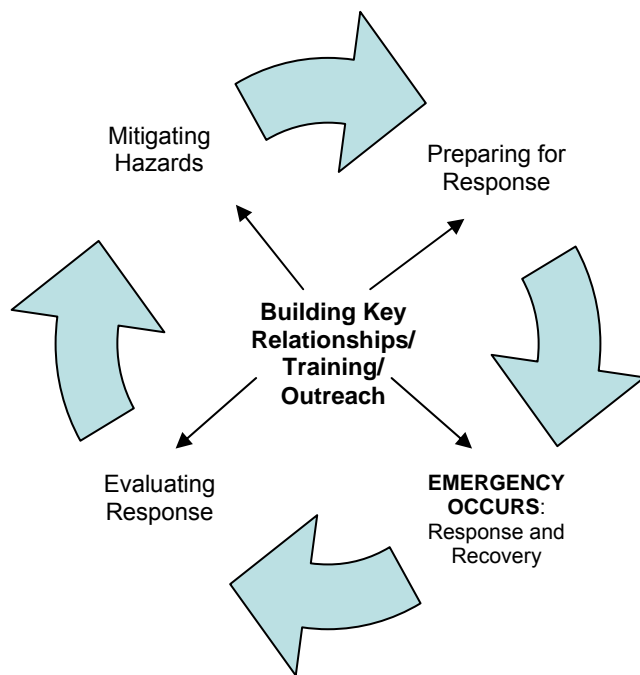 Mitigating
Hazards
Preparing for
Response
Building Key
Relationships/
Training/
Outreach
Evaluating
Response
EMERGENCY
OCCURS:
Response and
Recovery